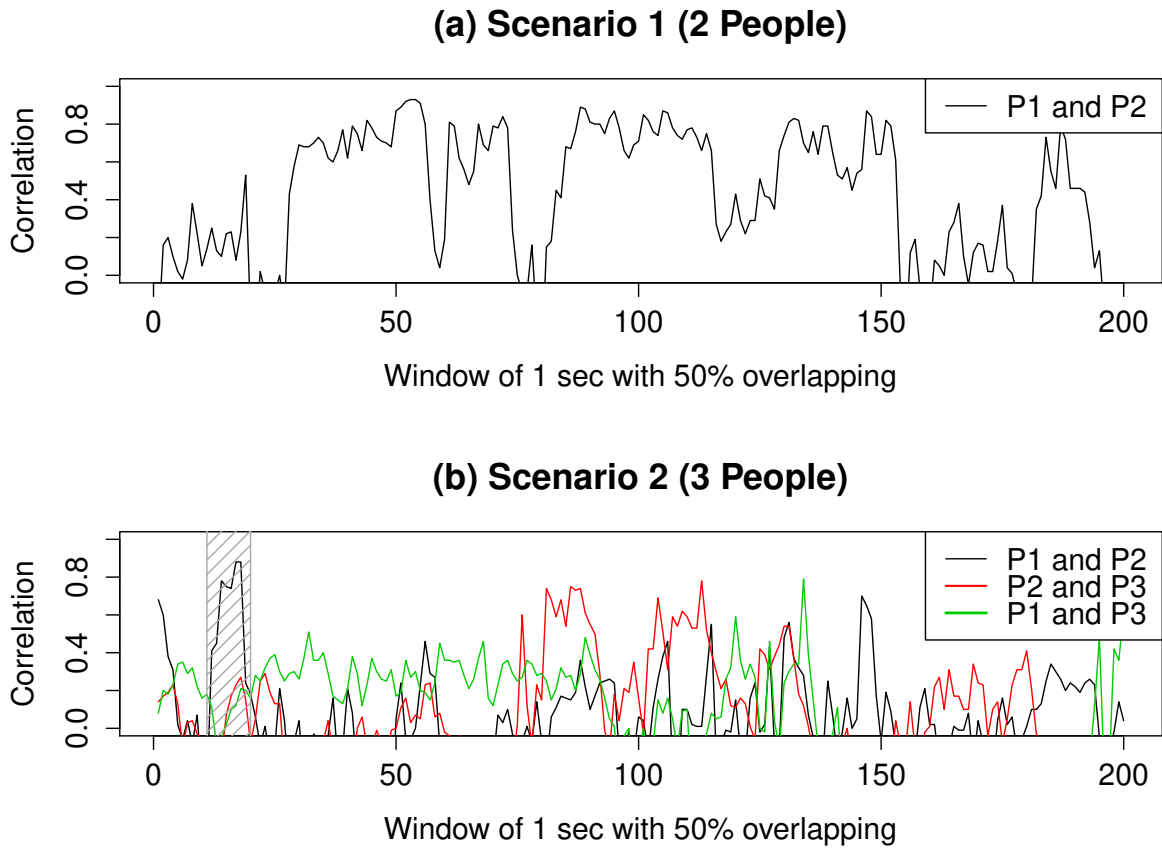 (a) Scenario 1 (2 People)
P1 and P2
Correlation
0.0 0.4 0.8
0 50 100 150 200
Window of 1 sec with 50% overlapping
(b) Scenario 2 (3 People)
P1 and P2
P2 and P3
P1 and P3
Correlation
0.0 0.4 0.8
0 50 100 150 200
Window of 1 sec with 50% overlapping